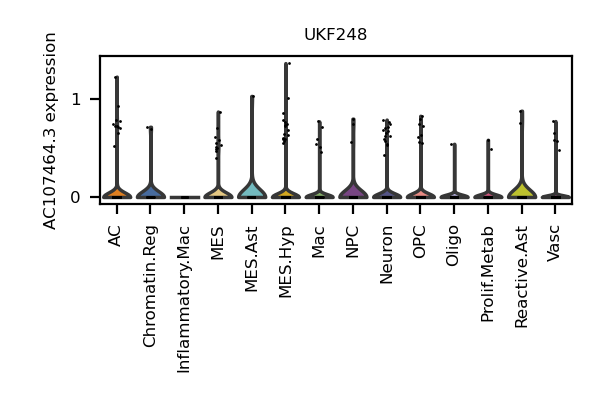 UKF248
AC107464.3 expression
1
0
AC
Chromatin.Reg
Inflammatory.Mac
MES
MES.Ast
MES.Hyp
Mac
NPC
Neuron
OPC
Oligo
Prolif.Metab
Reactive.Ast
Vasc